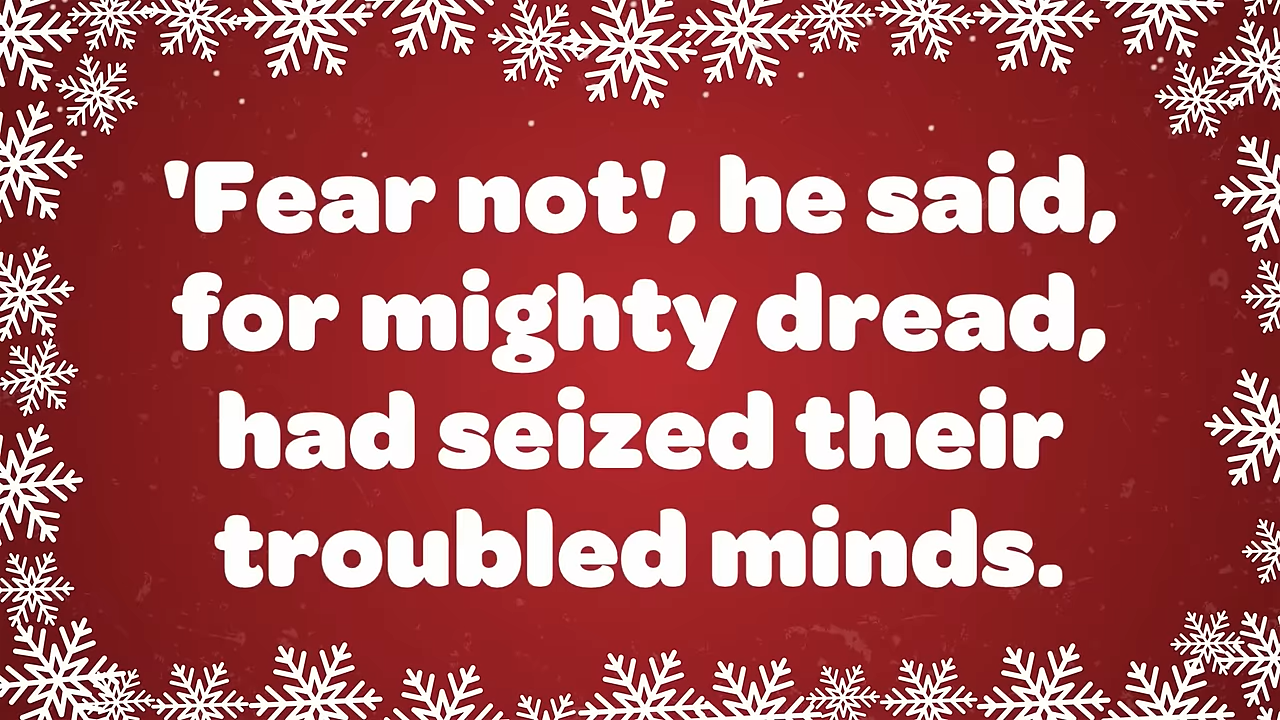 'Fear not', he said,
for mighty dread,
had seized their
troubled minds.